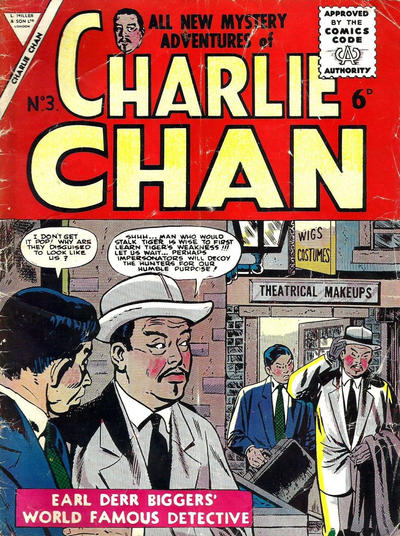 L. MILLER
& SON LTD
LONDON
CHARLIE CHAN
ALL NEW MYSTERY
ADVENTURES of
CHARLIE
CHAN
APPROVED
BY THE
COMICS
CODE
CA
AUTHORITY
No3.
6D
I DON'T GET
IT POP! WHY ARE
THEY DISGUISED
TO LOOK LIKE
US?
SHHH... MAN WHO WOULD
STALK TIGER IS WISE TO FIRST
LEARN TIGER'S WEAKNESS!!!
LET US WAIT... PERHAPS
IMPERSONATORS WILL DECOY
THE HUNTERS FOR OUR
HUMBLE PURPOSE!
WIGS
COSTUMES
THEATRICAL MAKEUPS
EARL DERR BIGGERS'
WORLD FAMOUS DETECTIVE